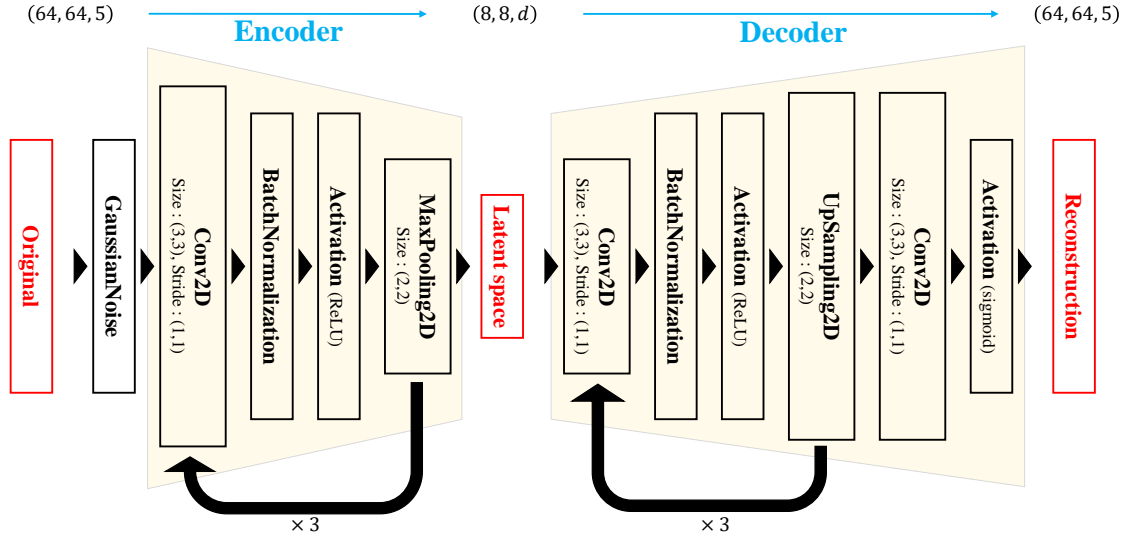 (64, 64, 5)
Encoder
(8, 8, d)
Decoder
(64, 64, 5)
Original
GaussianNoise
Conv2D
Size : (3,3), Stride : (1,1)
BatchNormalization
Activation (ReLU)
MaxPooling2D
Size : (2,2)
× 3
Latent space
Conv2D
Size : (3,3), Stride : (1,1)
BatchNormalization
Activation (ReLU)
UpSampling2D
Size : (2,2)
× 3
Conv2D
Size : (3,3), Stride : (1,1)
Activation (sigmoid)
Reconstruction